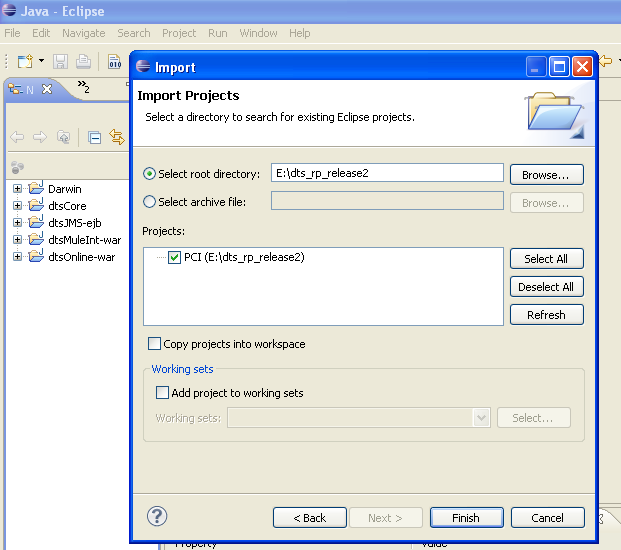 Java - Eclipse
File Edit Navigate Search Project Run Window Help
010
N
»2
Darwin
dtsCore
dtsJMS-ejb
dtsMuleInt-war
dtsOnline-war
Import
Import Projects
Select a directory to search for existing Eclipse projects.
Select root directory: E:\dts_rp_release2 Browse...
Select archive file: Browse...
Projects:
PCI (E:\dts_rp_release2)
Select All
Deselect All
Refresh
Copy projects into workspace
Working sets
Add project to working sets
Working sets: Select...
? < Back Next > Finish Cancel
Property Value